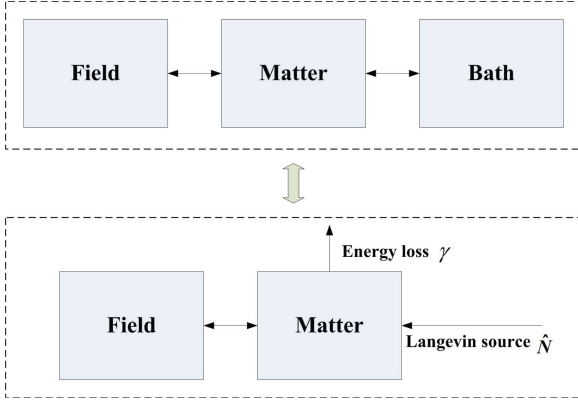 Field Matter Bath
Energy loss γ
Field Matter
Langevin source N̂